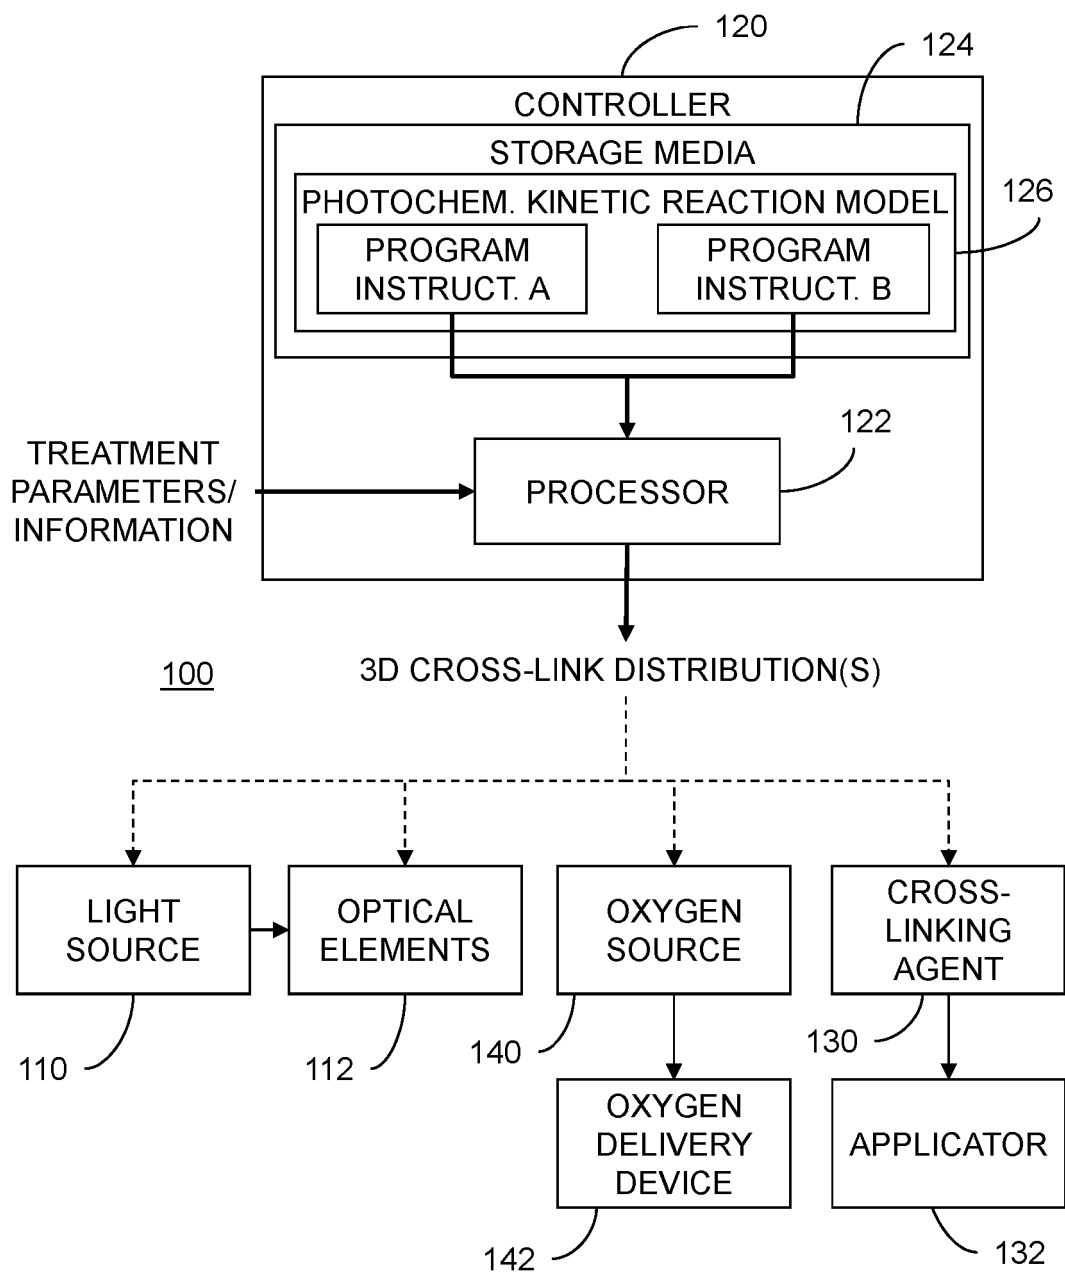 120
124
CONTROLLER
STORAGE MEDIA
PHOTOCHEM. KINETIC REACTION MODEL
126
PROGRAM
INSTRUCT. A
PROGRAM
INSTRUCT. B
122
TREATMENT
PARAMETERS/
INFORMATION
PROCESSOR
100
3D CROSS-LINK DISTRIBUTION(S)
LIGHT
SOURCE
OPTICAL
ELEMENTS
OXYGEN
SOURCE
CROSS-
LINKING
AGENT
110
112
140
130
OXYGEN
DELIVERY
DEVICE
APPLICATOR
142
132